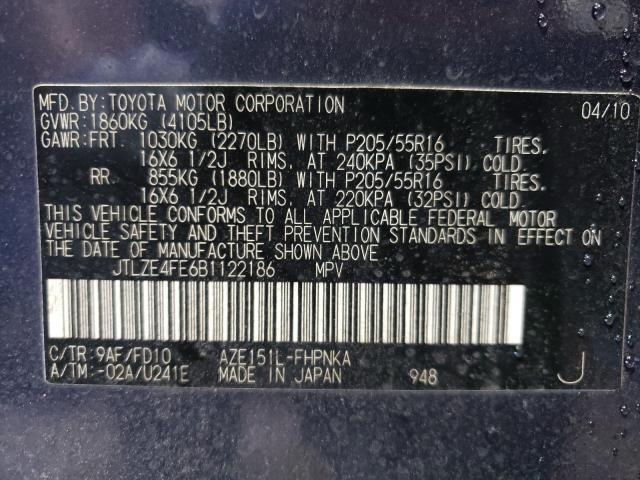 MFD.BY:TOYOTA MOTOR CORPORATION 04/10
GVWR:1860KG (4105LB)
GAWR:FRT. 1030KG (2270LB) WITH P205/55R16 TIRES.
16X6 1/2J RIMS. AT 240KPA (35PSI) COLD.
RR. 855KG (1880LB) WITH P205/55R16 TIRES.
16X6 1/2J RIMS. AT 220KPA (32PSI) COLD.
THIS VEHICLE CONFORMS TO ALL APPLICABLE FEDERAL MOTOR
VEHICLE SAFETY AND THEFT PREVENTION STANDARDS IN EFFECT ON
THE DATE OF MANUFACTURE SHOWN ABOVE
JTLZE4FE6B1122186 MPV
C/TR:9AF/FD10 AZE151L-FHPNKA
A/TM:-02A/U241E MADE IN JAPAN 948 J